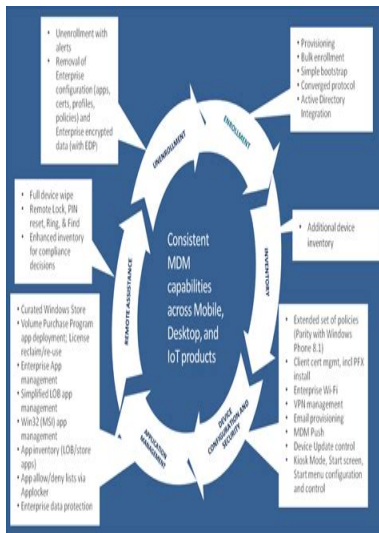 Unenrollment with
alerts
Removal of
Enterprise
configuration (apps,
certs, profiles,
policies) and
Enterprise encrypted
data (with EDP)
Provisioning
Bulk enrollment
Simple bootstrap
Converged protocol
Active Directory
Integration
UNENROLLMENT
ENROLLMENT
Full device wipe
Remote Lock, PIN
reset, Ring, & Find
Enhanced inventory
for compliance
decisions
Additional device
inventory
INVENTORY
REMOTE ASSISTANCE
Consistent
MDM
capabilities
across Mobile,
Desktop, and
IoT products
Curated Windows Store
Volume Purchase Program
app deployment; License
reclaim/re-use
Enterprise App
management
Simplified LOB app
management
Win32 (MSI) app
management
App inventory (LOB/store
apps)
App allow/deny lists via
Applocker
Enterprise data protection
Extended set of policies
(Parity with Windows
Phone 8.1)
Client cert mgmt, incl PFX
install
Enterprise Wi-Fi
VPN management
Email provisioning
MDM Push
Device Update control
Kiosk Mode, Start screen,
Start menu configuration
and control
APPLICATION
MANAGEMENT
DEVICE
CONFIGURATION AND
SECURITY